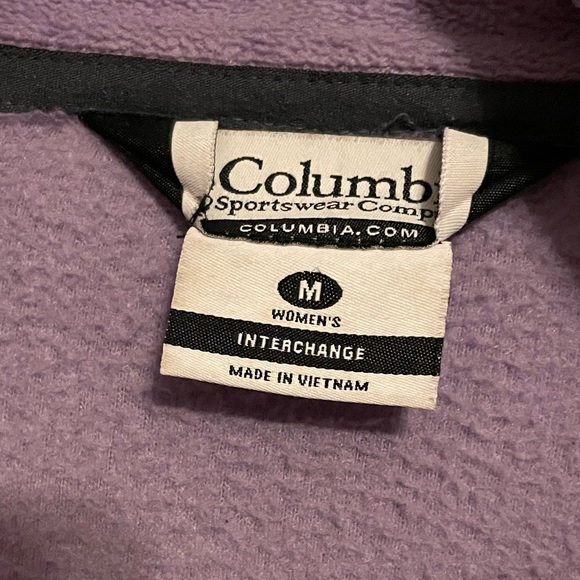 Columb
Sportswear Comp
COLUMBIA.COM
M
WOMEN'S
INTERCHANGE
MADE IN VIETNAM